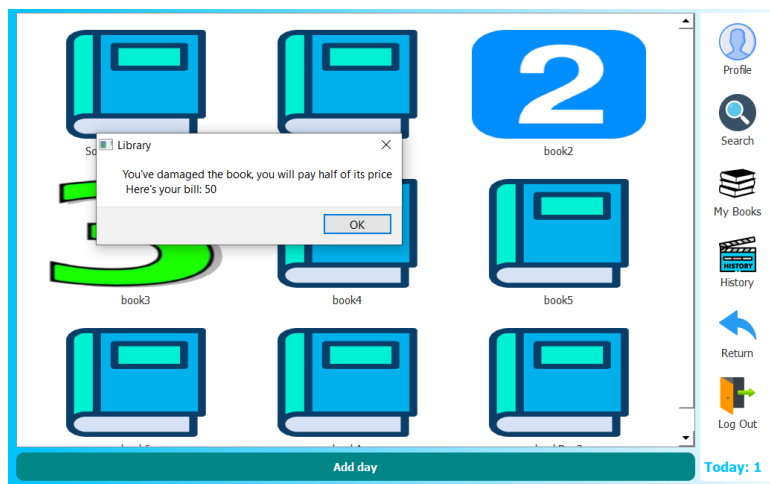 Profile
Search
2
book2
Library
You've damaged the book, you will pay half of its price
Here's your bill: 50
OK
My Books
3
book3
book4
book5
HISTORY
History
Return
Log Out
Add day
Today: 1